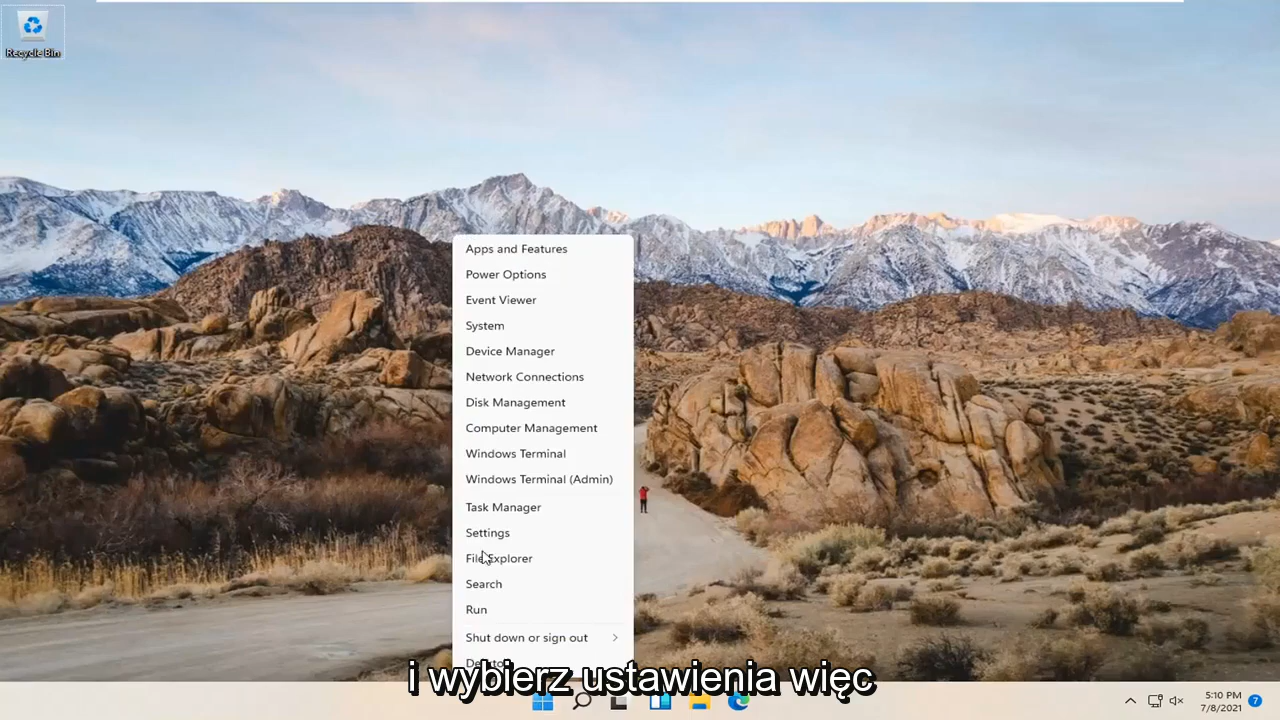 Recycle Bin
Apps and Features
Power Options
Event Viewer
System
Device Manager
Network Connections
Disk Management
Computer Management
Windows Terminal
Windows Terminal (Admin)
Task Manager
Settings
File Explorer
Search
Run
Shut down or sign out
i wybierz ustawienia więc
5:10 PM
7/8/2021
7